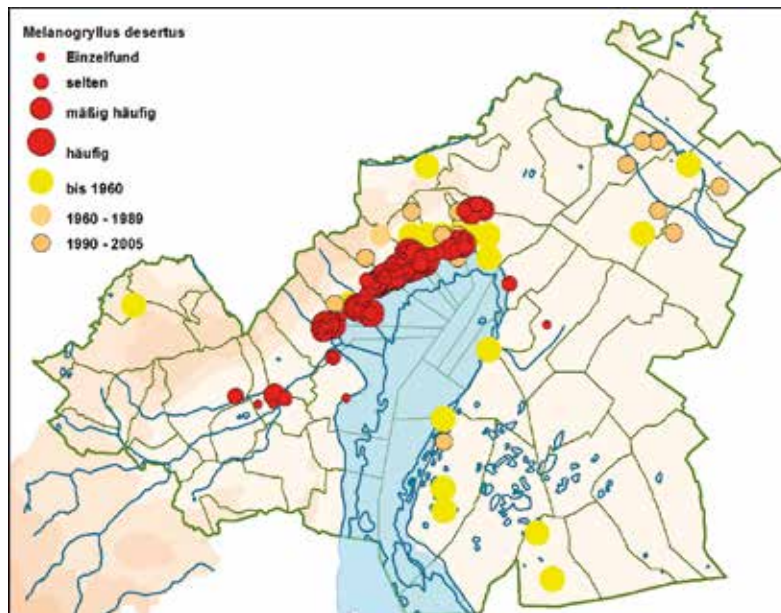 Melanogryllus desertus
Einzelfund
selten
mäßig häufig
häufig
bis 1960
1960 - 1989
1990 - 2005